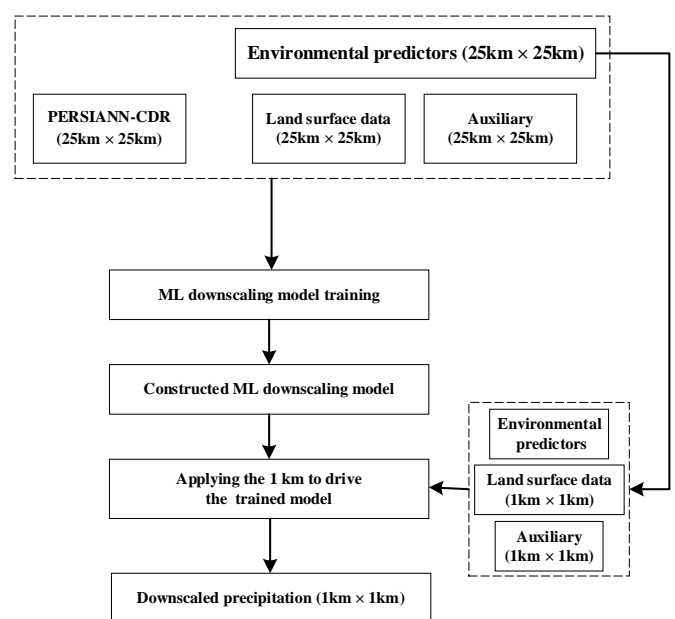 Environmental predictors (25km × 25km)
PERSIANN-CDR
(25km × 25km)
Land surface data
(25km × 25km)
Auxiliary
(25km × 25km)
ML downscaling model training
Constructed ML downscaling model
Applying the 1 km to drive
the trained model
Environmental
predictors
Land surface data
(1km × 1km)
Auxiliary
(1km × 1km)
Downscaled precipitation (1km × 1km)